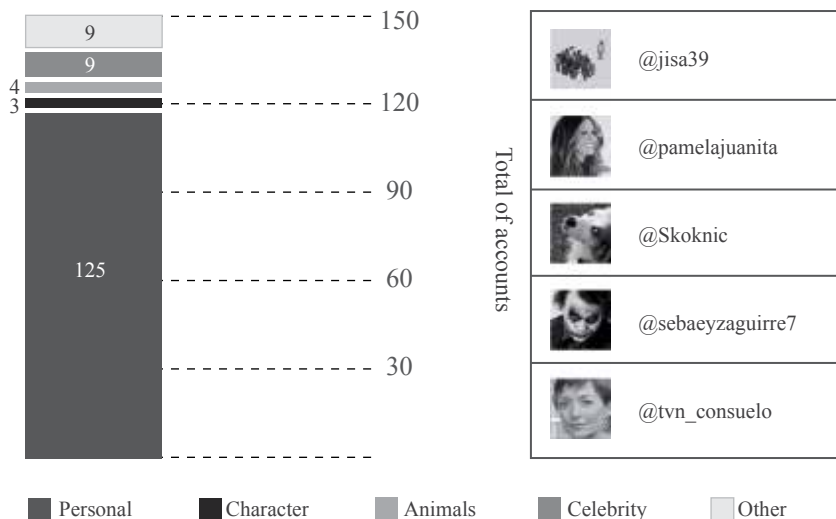 9
9
4
3
125
150
120
90
60
30
Total of accounts
@jisa39
@pamelajuanita
@Skoknic
@sebaeyzaguirre7
@tvn_consuelo
Personal
Character
Animals
Celebrity
Other